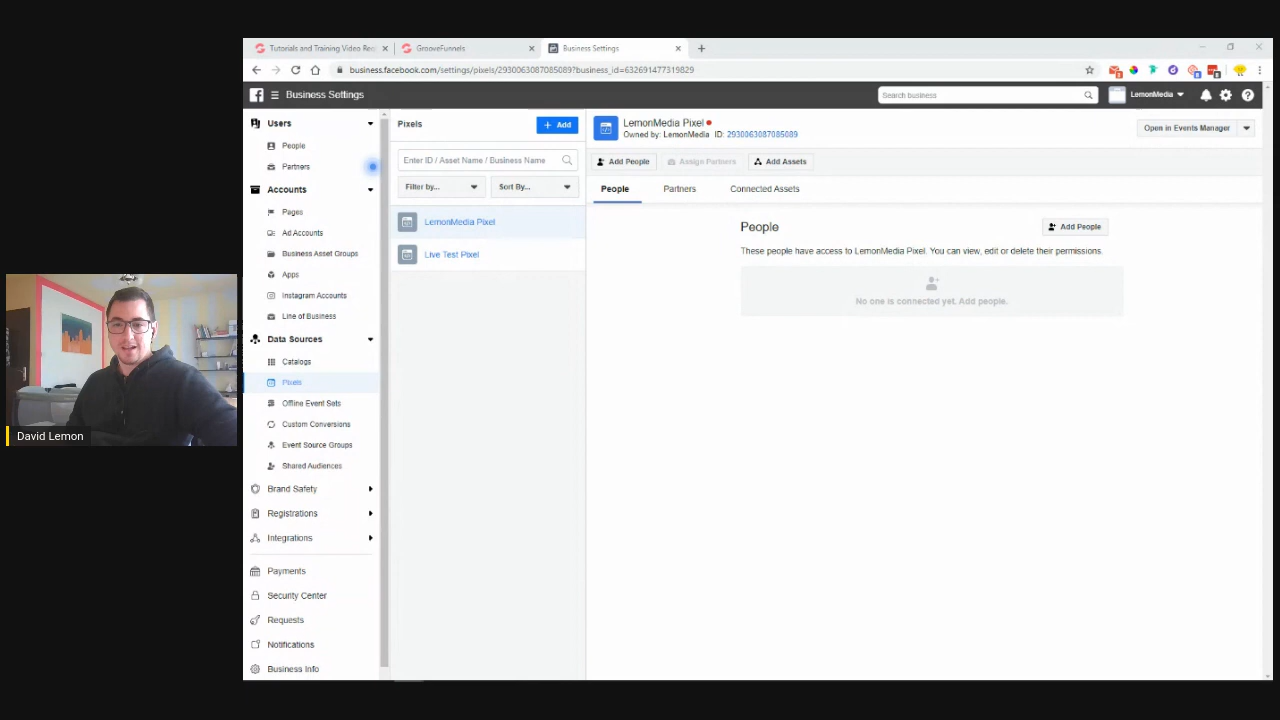 Tutorials and Training Video Re
GrooveFunnels
Business Settings
business.facebook.com/settings/pixels/2930063087085089?business_id=632691477319829
Business Settings
Search business
LemonMedia
Users
People
Partners
Accounts
Pages
Ad Accounts
Business Asset Groups
Apps
Instagram Accounts
Line of Business
Data Sources
Catalogs
Pixels
Offline Event Sets
Custom Conversions
Event Source Groups
Shared Audiences
Brand Safety
Registrations
Integrations
Payments
Security Center
Requests
Notifications
Business Info
Pixels
+ Add
Enter ID / Asset Name / Business Name
Filter by...
Sort By...
LemonMedia Pixel
Live Test Pixel
LemonMedia Pixel
Owned by: LemonMedia ID: 2930063087085089
Open in Events Manager
Add People
Assign Partners
Add Assets
People
Partners
Connected Assets
People
Add People
These people have access to LemonMedia Pixel. You can view, edit or delete their permissions.
No one is connected yet. Add people.
David Lemon